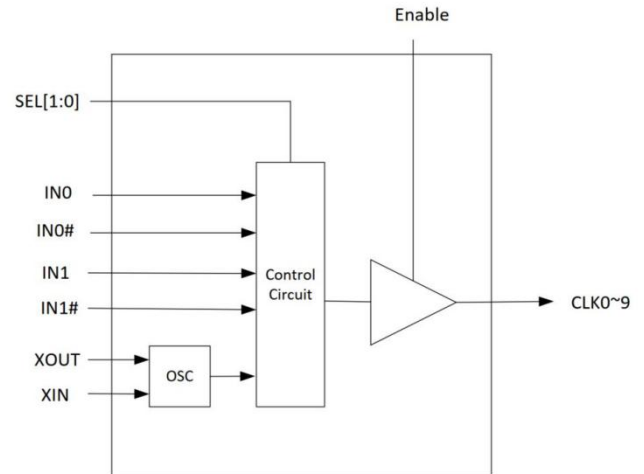 Enable
SEL[1:0]
IN0
IN0#
IN1
IN1#
Control
Circuit
CLK0~9
XOUT
OSC
XIN